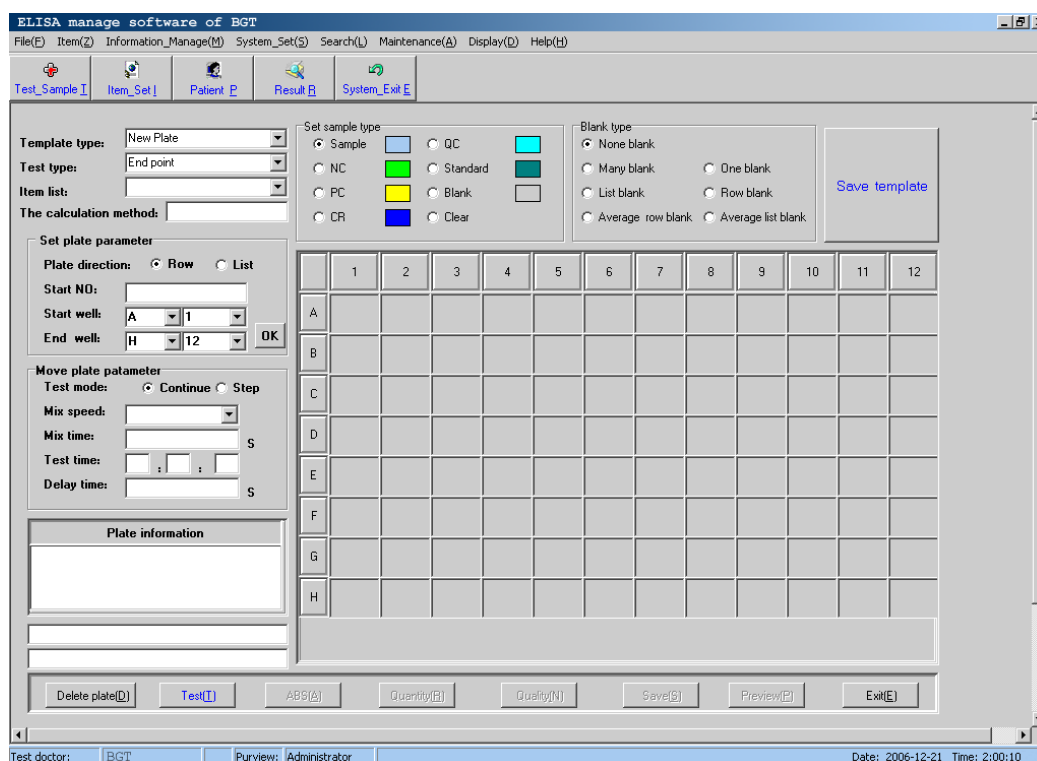 ELISA manage software of BGT
File(F) Item(Z) Information_Manage(M) System_Set(S) Search(L) Maintenance(A) Display(D) Help(H)
Test_Sample T Item_Set I Patient P Result R System_Exit E
Template type: New Plate
Test type: End point
Item list:
The calculation method:
Set sample type
Sample QC
NC Standard
PC Blank
CR Clear
Blank type
None blank
Many blank One blank
List blank Row blank
Average row blank Average list blank
Save template
Set plate parameter
Plate direction: Row List
Start NO:
Start well: A 1
End well: H 12 OK
Move plate patameter
Test mode: Continue Step
Mix speed:
Mix time: S
Test time: : :
Delay time: S
Plate information
1 2 3 4 5 6 7 8 9 10 11 12
A
B
C
D
E
F
G
H
Delete plate(D) Test(T) ABS(A) Quantity(R) Quality(N) Save(S) Preview(P) Exit(E)
Test doctor: BGT Purview: Administrator Date: 2006-12-21 Time: 2:00:10